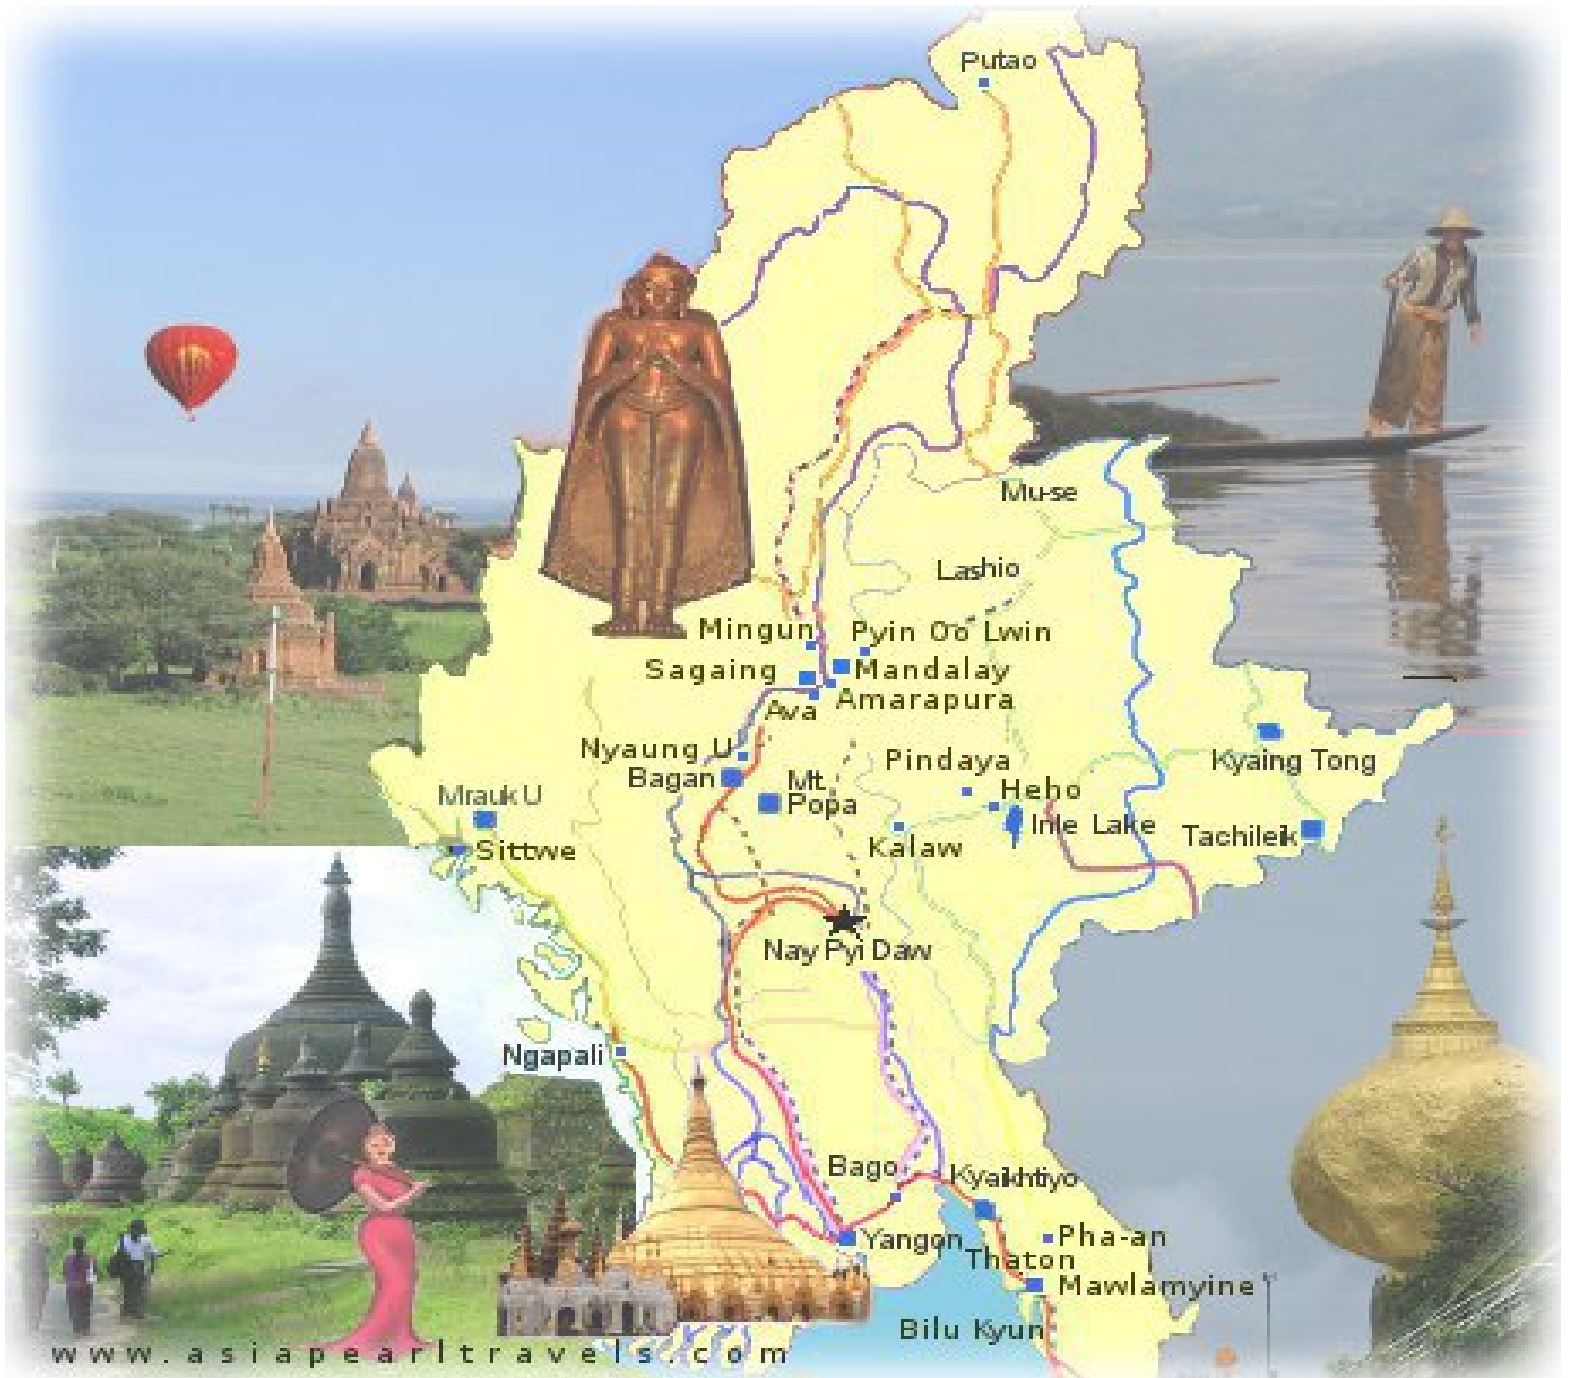 Putao
Mu-se
Lashio
Mingun
Pyin Oo Lwin
Sagaing
Mandalay
Amarapura
Ava
Nyaung U
Pindaya
Kyaing Tong
Bagan
Mt.
Popa
Heho
Mrauk U
Inle Lake
Tachileik
Sittwe
Kalaw
Nay Pyi Daw
Ngapali
Bago
Kyaikhtiyo
Yangon
Pha-an
Thaton
Mawlamyine
Bilu Kyun
www.asiapearltravels.com